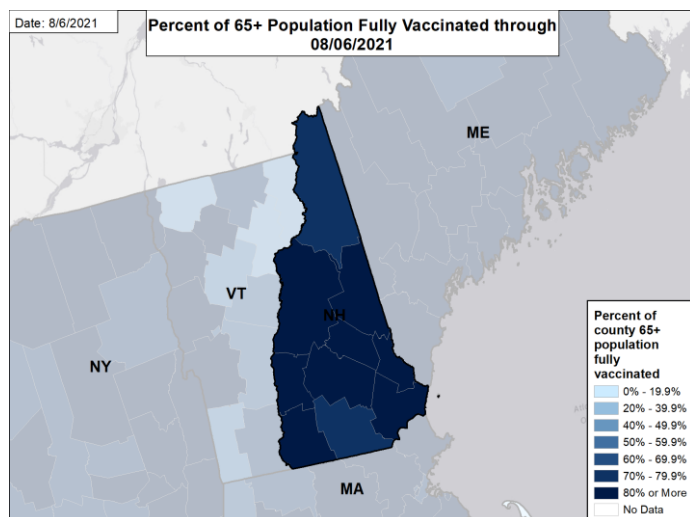 Date: 8/6/2021
Percent of 65+ Population Fully Vaccinated through
08/06/2021
ME
VT
NH
NY
MA
Percent of
county 65+
population
fully
vaccinated
0% - 19.9%
20% - 39.9%
40% - 49.9%
50% - 59.9%
60% - 69.9%
70% - 79.9%
80% or More
No Data